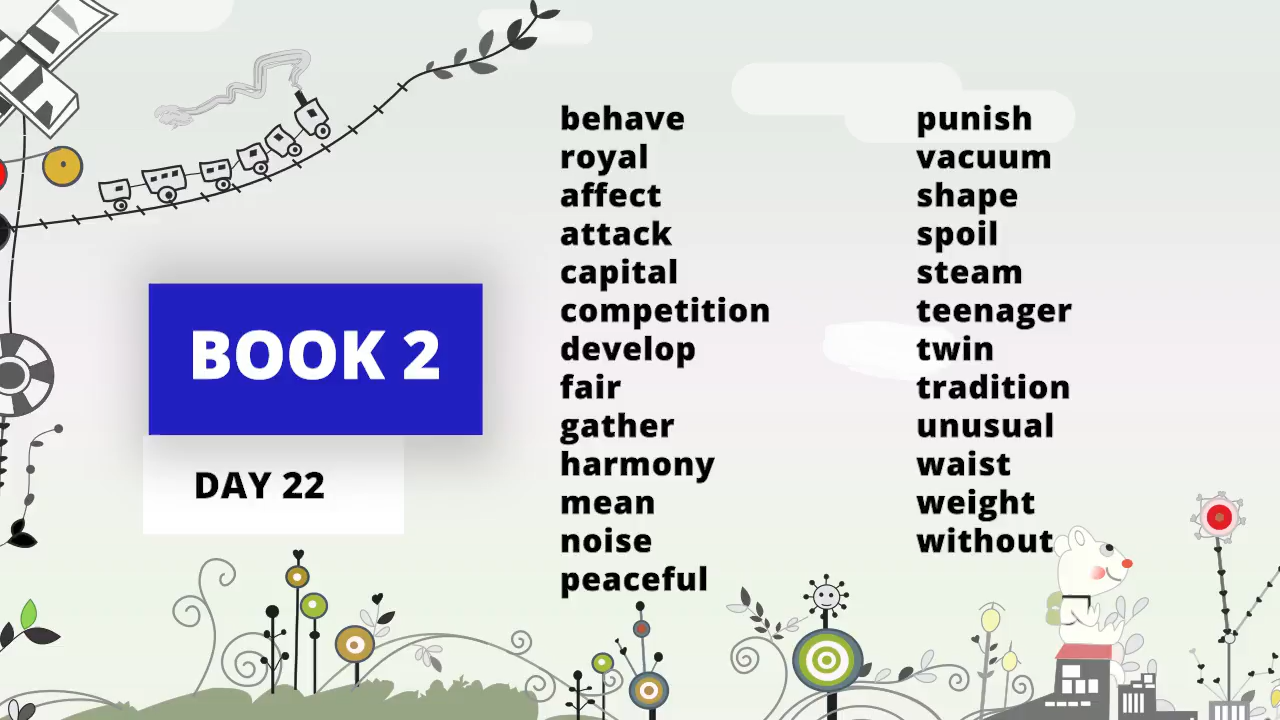 BOOK 2
DAY 22
behave
royal
affect
attack
capital
competition
develop
fair
gather
harmony
mean
noise
peaceful
punish
vacuum
shape
spoil
steam
teenager
twin
tradition
unusual
waist
weight
without